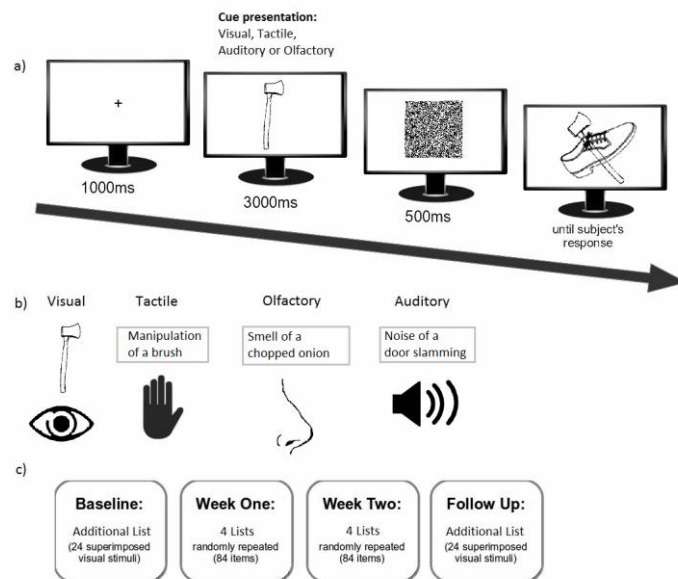 Cue presentation:
Visual, Tactile,
Auditory or Olfactory
a)
+
1000ms
3000ms
500ms
until subject's
response
b)
Visual
Tactile
Olfactory
Auditory
Manipulation
of a brush
Smell of a
chopped onion
Noise of a
door slamming
c)
Baseline:
Additional List
(24 superimposed
visual stimuli)
Week One:
4 Lists
randomly repeated
(84 items)
Week Two:
4 Lists
randomly repeated
(84 items)
Follow Up:
Additional List
(24 superimposed
visual stimuli)